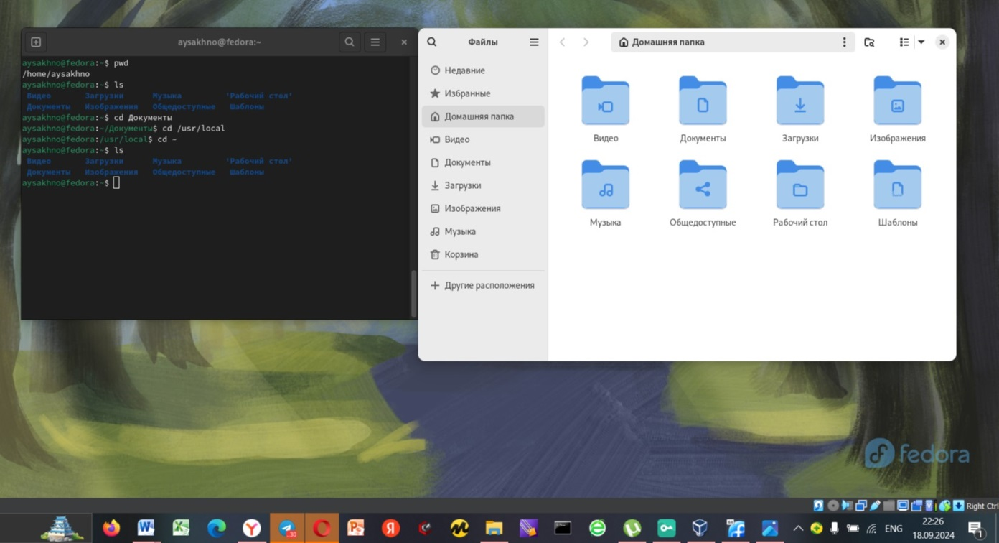 aysakhno@fedora:~
aysakhno@fedora:~$ pwd
/home/aysakhno
aysakhno@fedora:~$ ls
Видео Загрузки Музыка 'Рабочий стол'
Документы Изображения Общедоступные Шаблоны
aysakhno@fedora:~$ cd Документы
aysakhno@fedora:~/Документы$ cd /usr/local
aysakhno@fedora:/usr/local$ cd ~
aysakhno@fedora:~$ ls
Видео Загрузки Музыка 'Рабочий стол'
Документы Изображения Общедоступные Шаблоны
aysakhno@fedora:~$
Файлы
Домашняя папка
Недавние
Избранные
Домашняя папка
Видео
Документы
Загрузки
Изображения
Музыка
Корзина
Другие расположения
Видео Документы Загрузки Изображения
Музыка Общедоступные Рабочий стол Шаблоны
fedora
Right Ctrl
30
ENG
22:26
18.09.2024
1